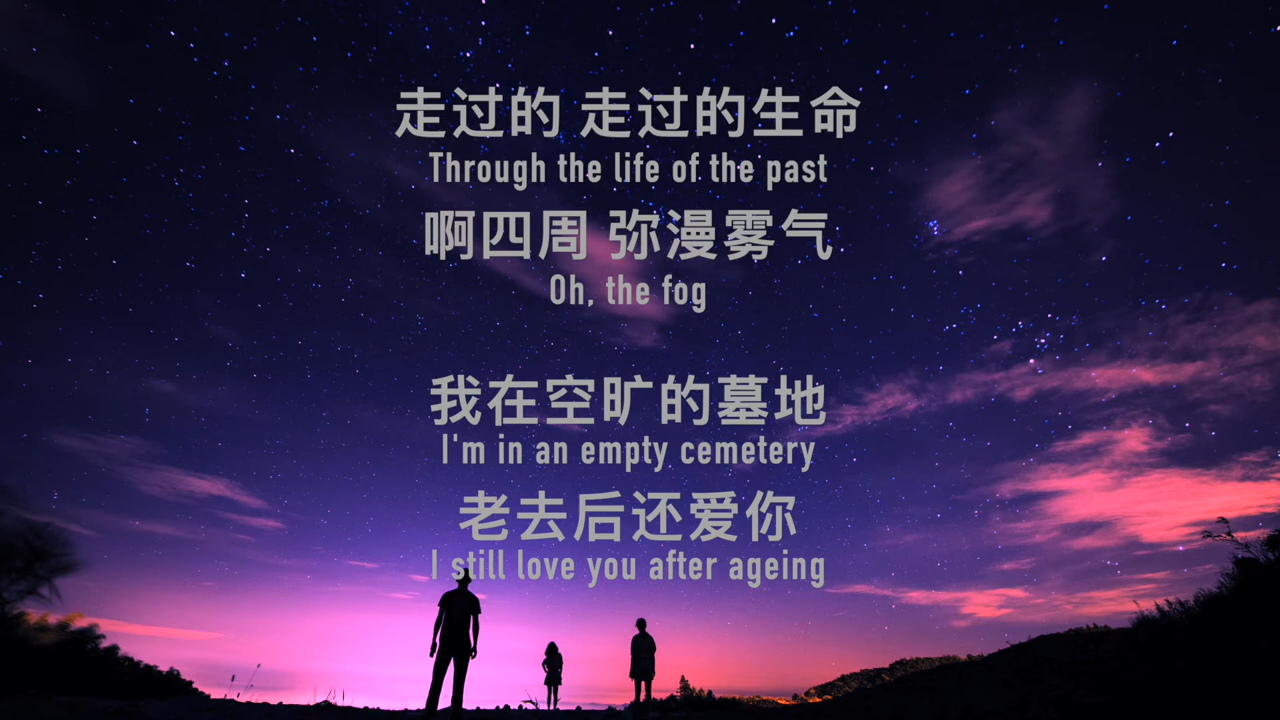 走过的 走过的生命
Through the life of the past
啊四周 弥漫雾气
Oh, the fog
我在空旷的墓地
I'm in an empty cemetery
老去后还爱你
I still love you after ageing